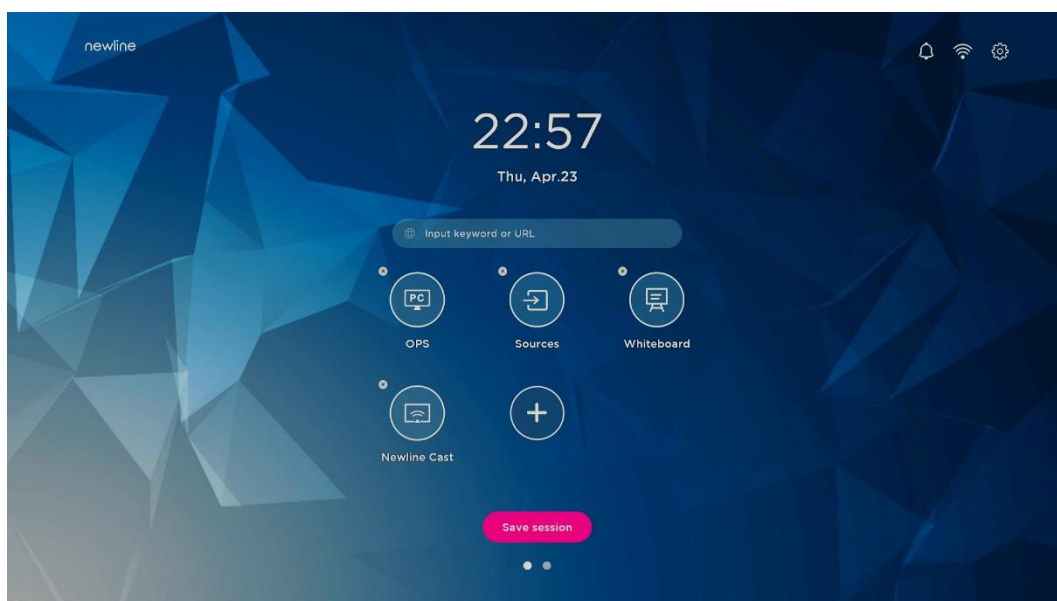 newline
22:57
Thu, Apr.23
Input keyword or URL
PC
OPS
Sources
Whiteboard
Newline Cast
Save session